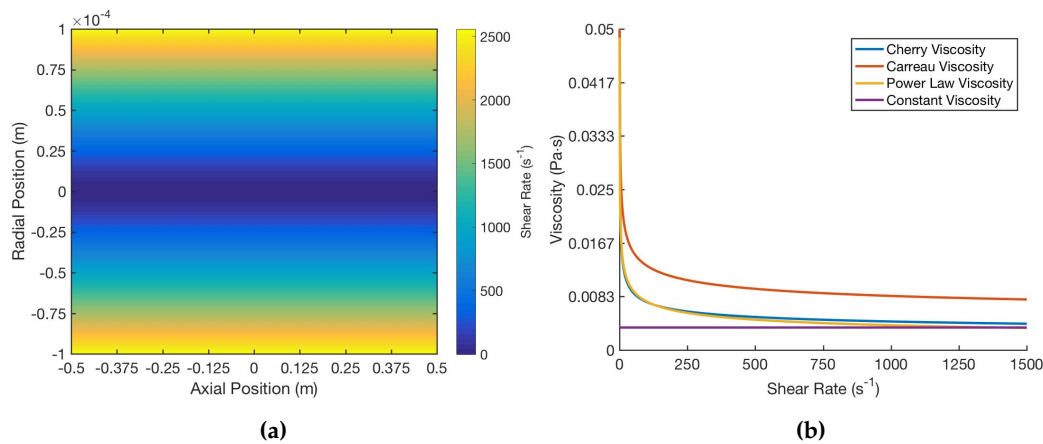 ×10⁻⁴
1
0.75
0.5
0.25
0
-0.25
-0.5
-0.75
-1
Radial Position (m)
-0.5 -0.375 -0.25 -0.125 0 0.125 0.25 0.375 0.5
Axial Position (m)
2500
2000
1500
1000
500
0
Shear Rate (s⁻¹)
(a)
0.05
0.0417
0.0333
0.025
0.0167
0.0083
0
Viscosity (Pa·s)
Cherry Viscosity
Carreau Viscosity
Power Law Viscosity
Constant Viscosity
0 250 500 750 1000 1250 1500
Shear Rate (s⁻¹)
(b)